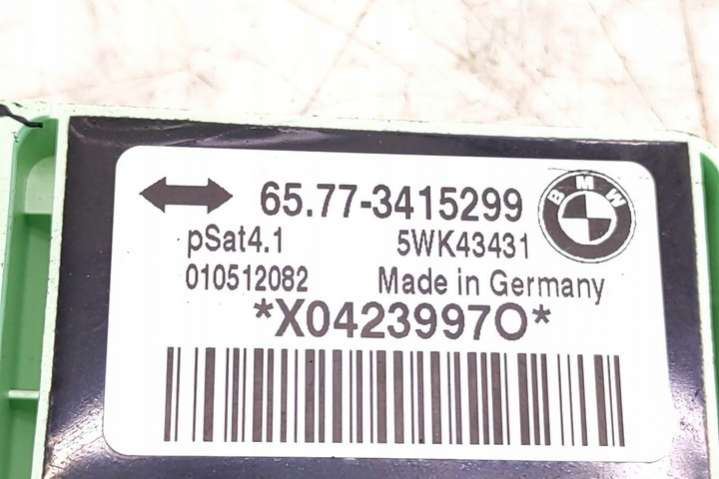 65.77-3415299
BMW
pSat4.1 5WK43431
010512082 Made in Germany
*X04239970*